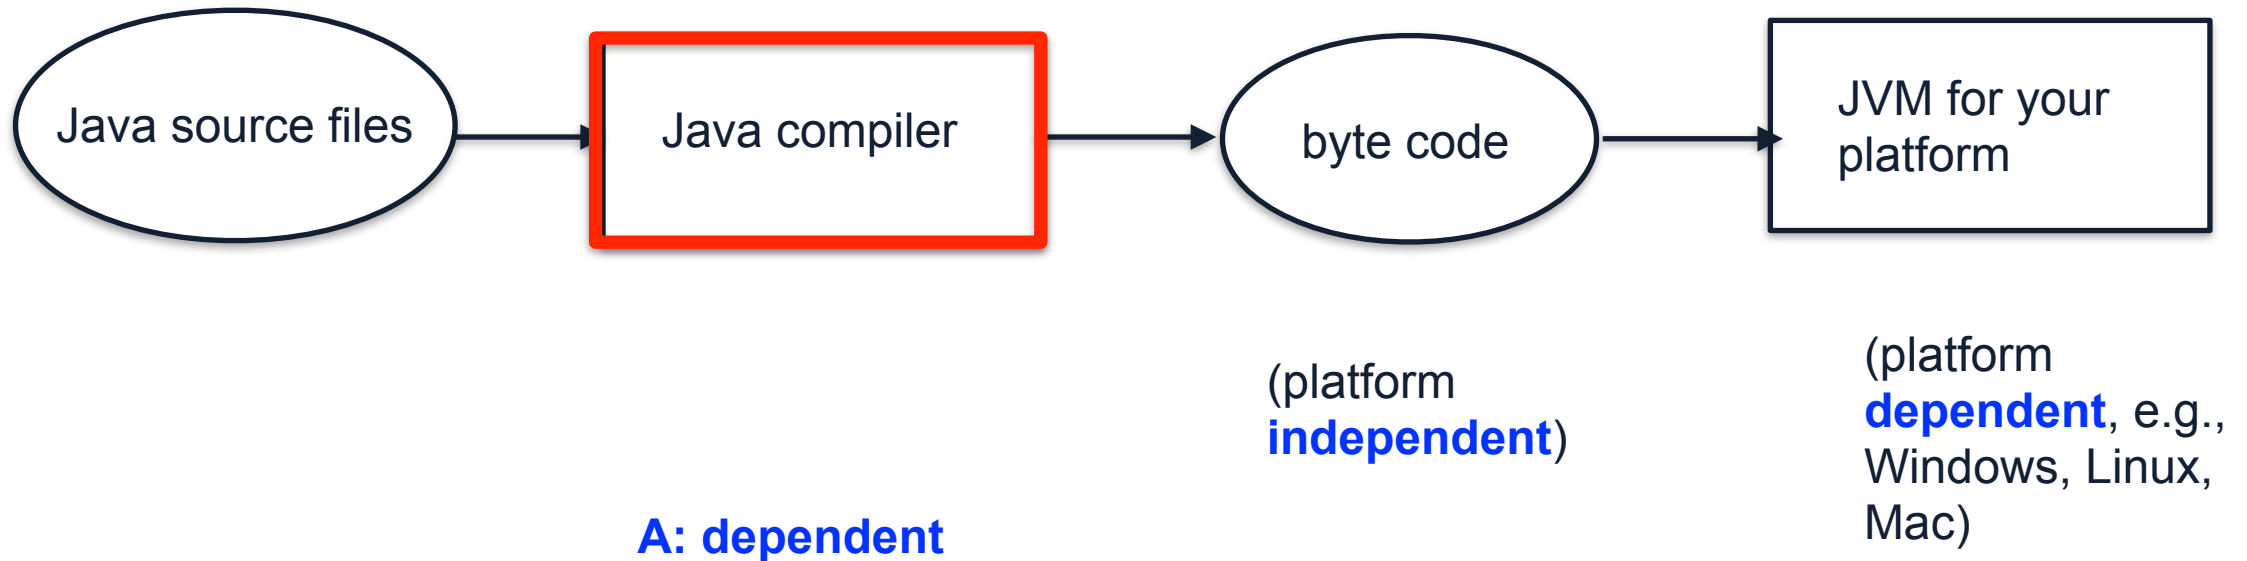 Java source files
Java compiler
byte code
JVM for your
platform
(platform
independent)
(platform
dependent, e.g.,
Windows, Linux,
Mac)
A: dependent